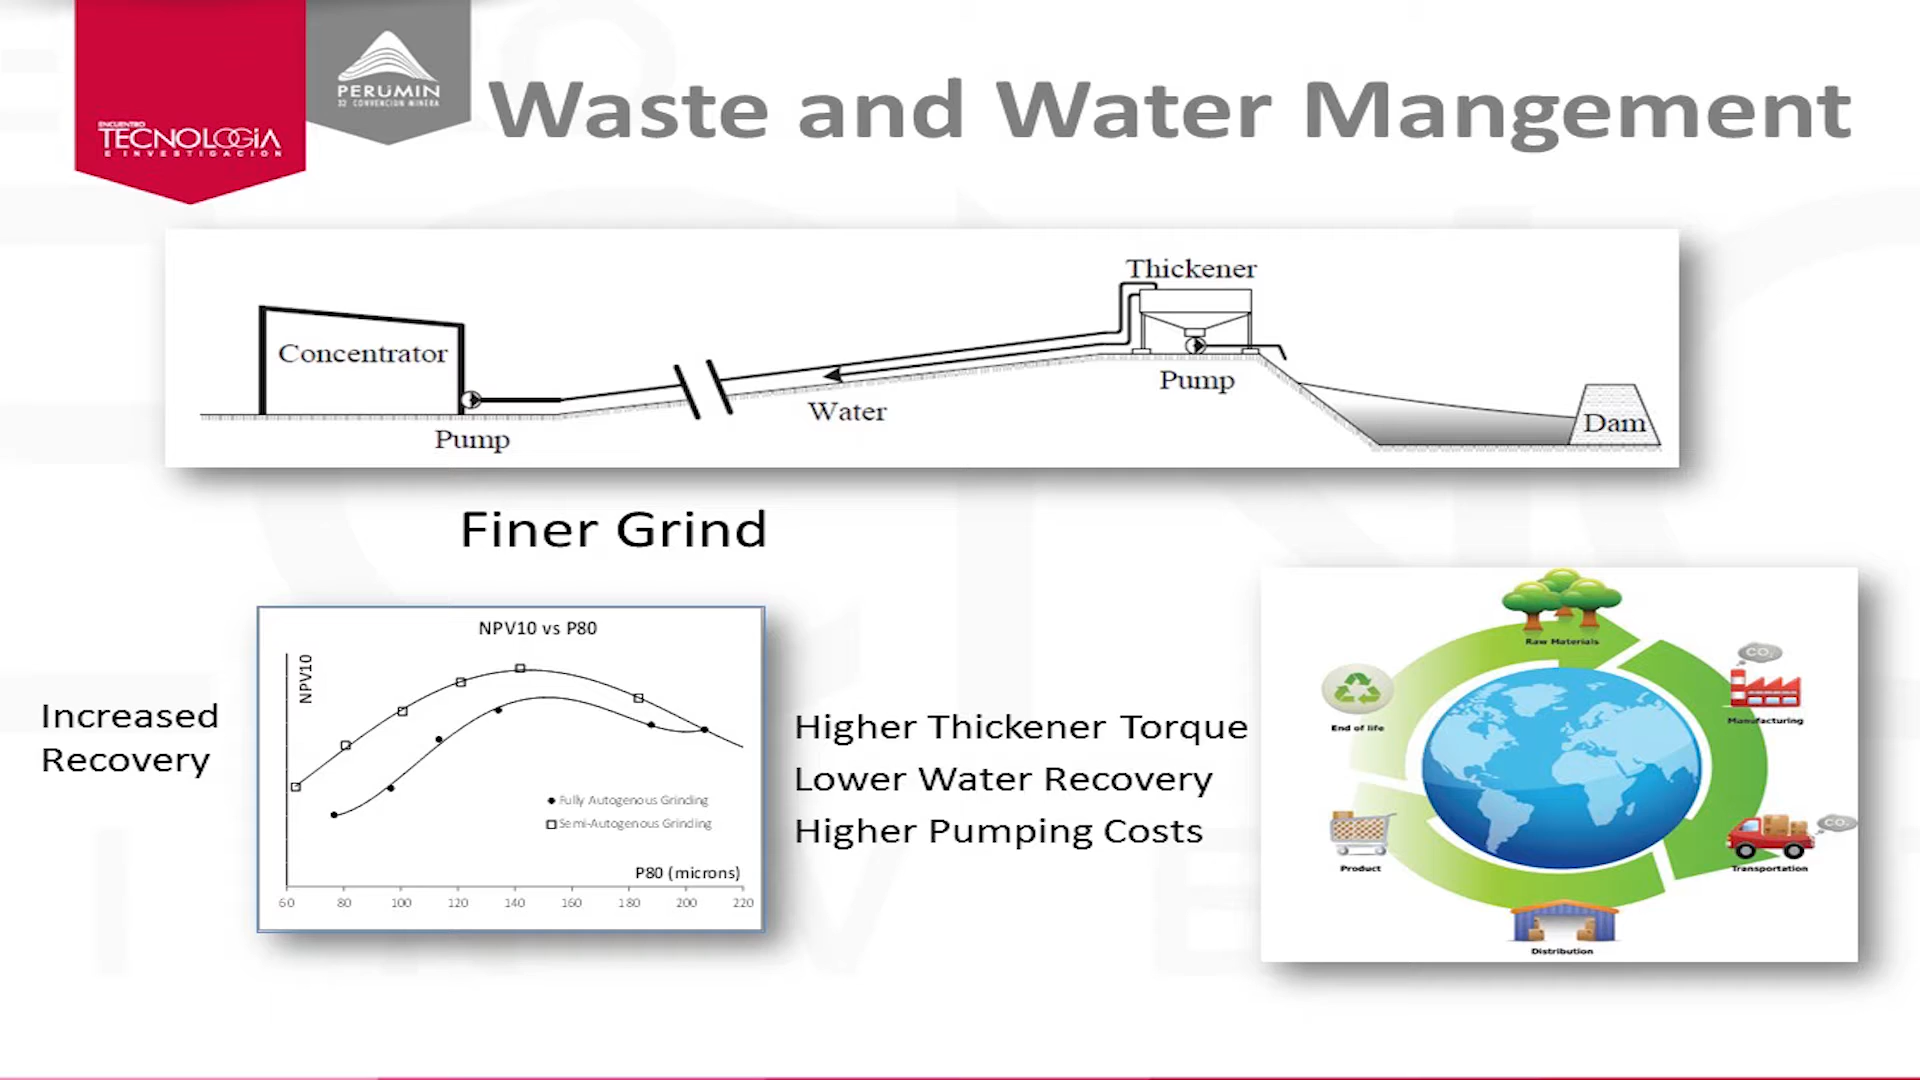 ENCUENTRO
TECNOLOGÍA
E INVESTIGACIÓN
PERUMIN
32 CONVENCIÓN MINERA
Waste and Water Mangement
Thickener
Concentrator
Pump
Water
Pump
Dam
Finer Grind
Increased
Recovery
NPV10 vs P80
NPV10
Fully Autogenous Grinding
Semi-Autogenous Grinding
P80 (microns)
60 80 100 120 140 160 180 200 220
Higher Thickener Torque
Lower Water Recovery
Higher Pumping Costs
Raw Materials
CO₂
Manufacturing
End of life
CO₂
Product
Transportation
Distribution